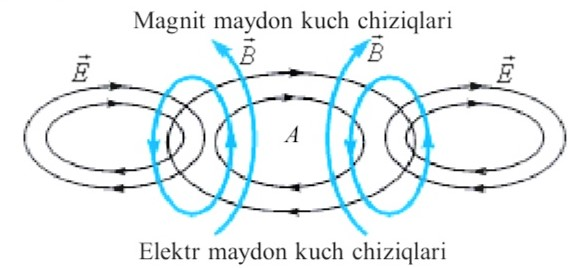 Magnit maydon kuch chiziqlari
E⃗ B⃗ B⃗ E⃗
A
Elektr maydon kuch chiziqlari